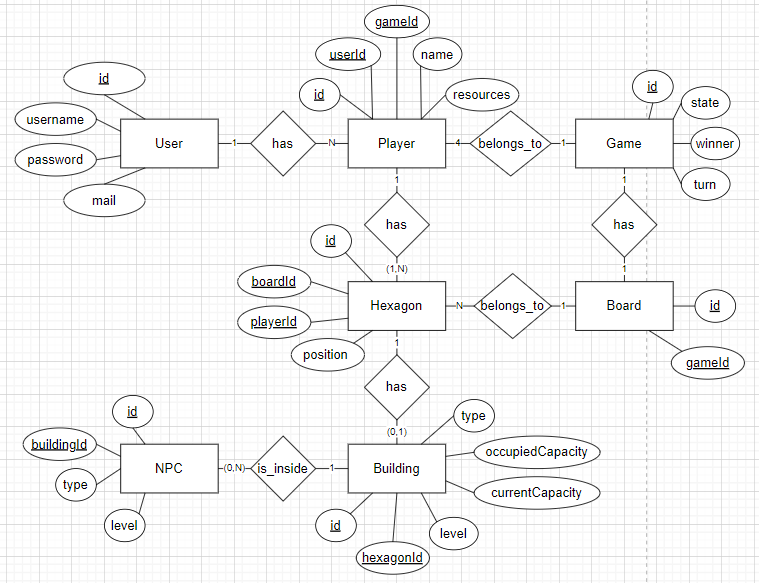 gameId
userId
name
id
id
resources
id
state
username
User
1
has
N
Player
4
belongs_to
1
Game
winner
password
mail
turn
1
1
has
has
id
(1,N)
1
boardId
Hexagon
N
belongs_to
1
Board
id
playerId
position
1
gameId
has
id
(0,1)
type
buildingId
occupiedCapacity
NPC
(0,N)
is_inside
1
Building
type
currentCapacity
level
id
level
hexagonId